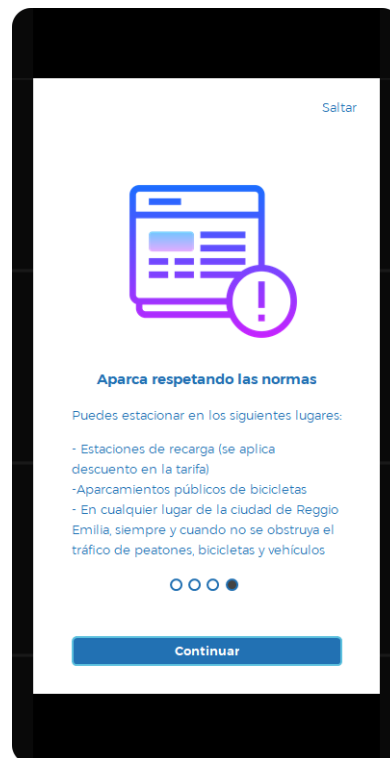 Saltar
Aparca respetando las normas
Puedes estacionar en los siguientes lugares:
- Estaciones de recarga (se aplica
descuento en la tarifa)
-Aparcamientos públicos de bicicletas
- En cualquier lugar de la ciudad de Reggio
Emilia, siempre y cuando no se obstruya el
tráfico de peatones, bicicletas y vehículos
Continuar